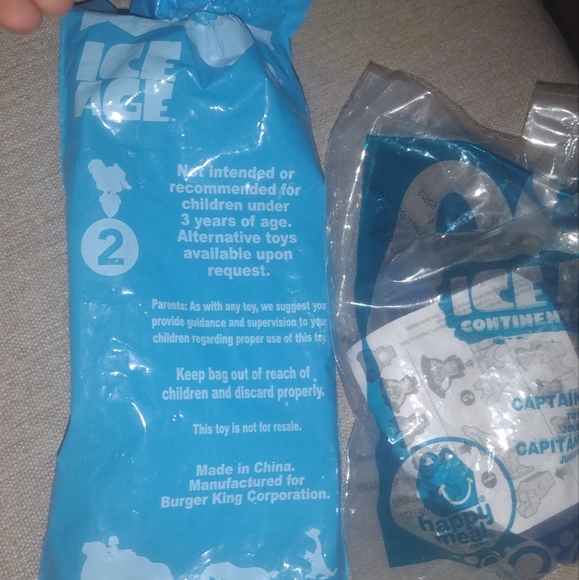 ICE
AGE
Not intended or
recommended for
children under
3 years of age.
Alternative toys
available upon
request.
2
Parents: As with any toy, we suggest you
provide guidance and supervision to your
children regarding proper use of this toy.
Keep bag out of reach of
children and discard properly.
This toy is not for resale.
Made in China.
Manufactured for
Burger King Corporation.
ICE
CONTINEN
CAPTAIN
CAPITÁ
happy
meal